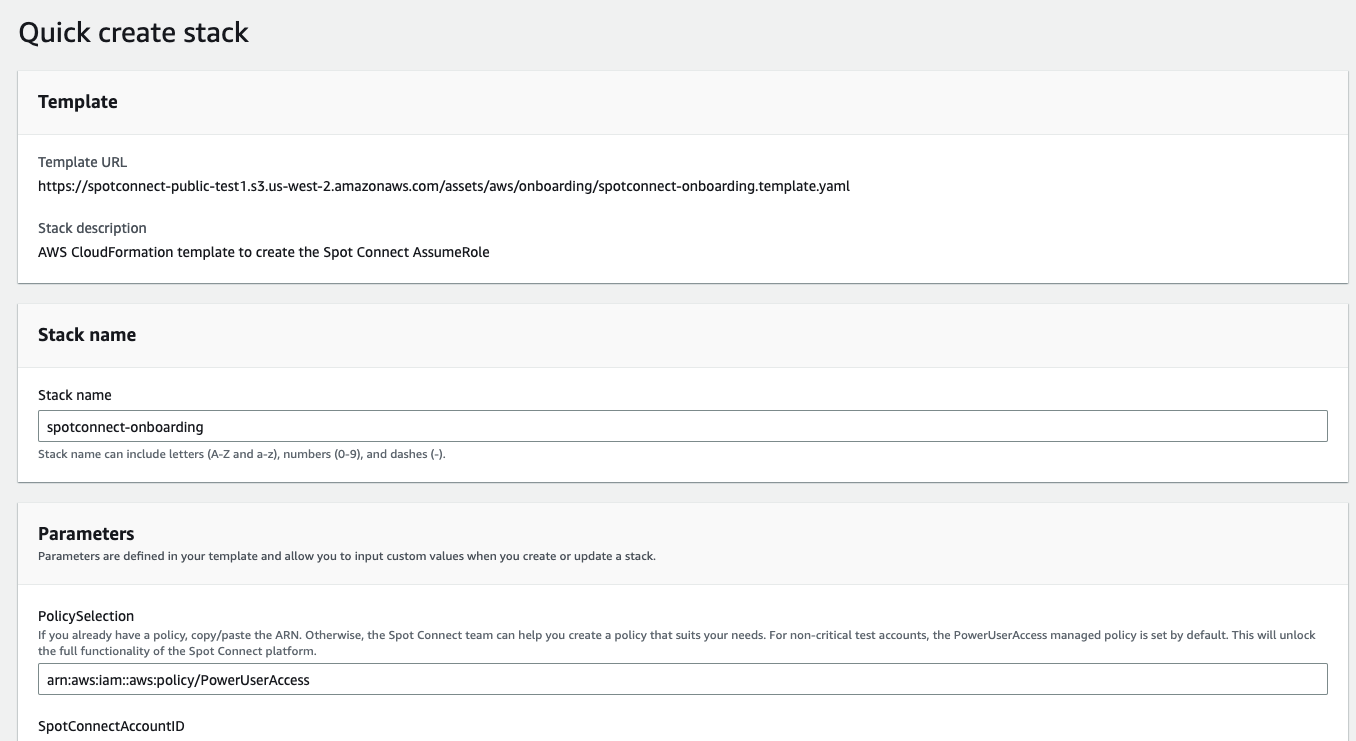 Quick create stack
Template
Template URL
https://spotconnect-public-test1.s3.us-west-2.amazonaws.com/assets/aws/onboarding/spotconnect-onboarding.template.yaml
Stack description
AWS CloudFormation template to create the Spot Connect AssumeRole
Stack name
Stack name
spotconnect-onboarding
Stack name can include letters (A-Z and a-z), numbers (0-9), and dashes (-).
Parameters
Parameters are defined in your template and allow you to input custom values when you create or update a stack.
PolicySelection
If you already have a policy, copy/paste the ARN. Otherwise, the Spot Connect team can help you create a policy that suits your needs. For non-critical test accounts, the PowerUserAccess managed policy is set by default. This will unlock
the full functionality of the Spot Connect platform.
arn:aws:iam::aws:policy/PowerUserAccess
SpotConnectAccountID